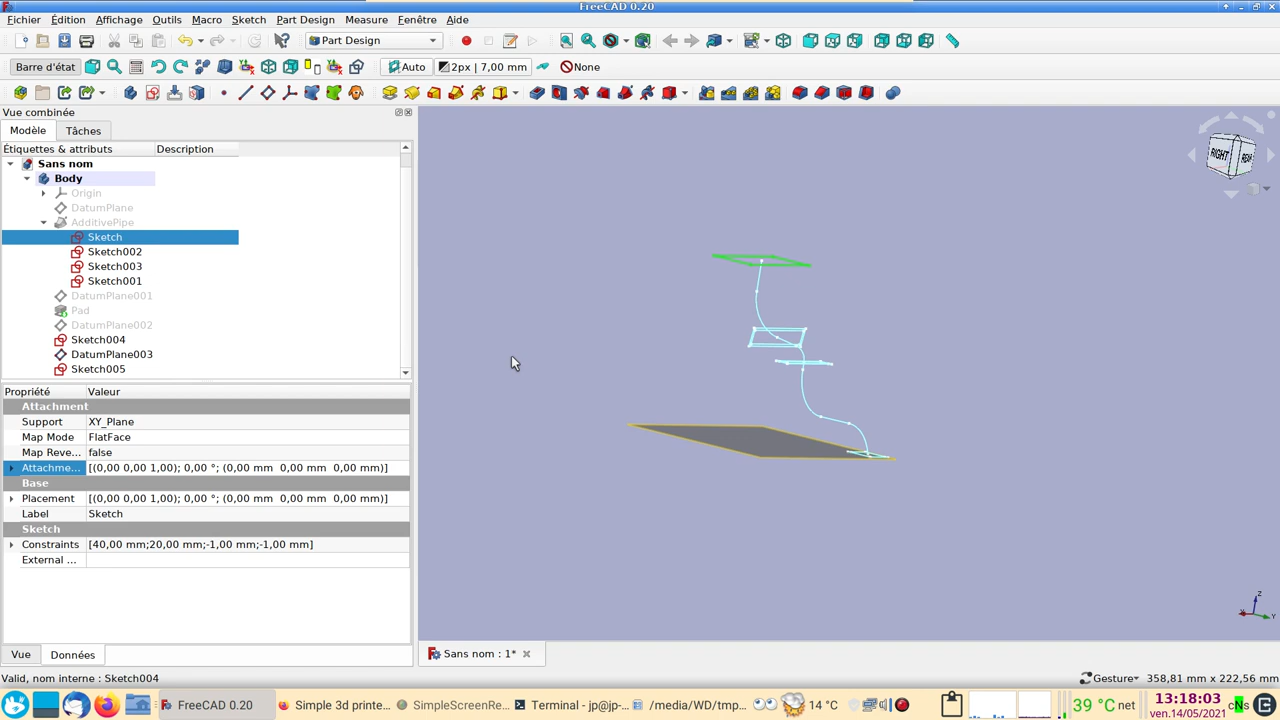 FreeCAD 0.20
Fichier Édition Affichage Outils Macro Sketch Part Design Measure Fenêtre Aide
Part Design
Barre d'état Auto 2px | 7,00 mm None
Vue combinée
Modèle Tâches
Étiquettes & attributs Description
Sans nom
Body
Origin
DatumPlane
AdditivePipe
Sketch
Sketch002
Sketch003
Sketch001
DatumPlane001
Pad
DatumPlane002
Sketch004
DatumPlane003
Sketch005
Propriété Valeur
Attachment
Support XY_Plane
Map Mode FlatFace
Map Reve... false
Attachme... [(0,00 0,00 1,00); 0,00 °; (0,00 mm 0,00 mm 0,00 mm)]
Base
Placement [(0,00 0,00 1,00); 0,00 °; (0,00 mm 0,00 mm 0,00 mm)]
Label Sketch
Sketch
Constraints [40,00 mm;20,00 mm;-1,00 mm;-1,00 mm]
External ...
Vue Données
RIGHT REAR
Z
Y
Sans nom : 1*
Valid, nom interne : Sketch004 Gesture 358,81 mm x 222,56 mm
FreeCAD 0.20 Simple 3d printe... SimpleScreenRe... Terminal - jp@jp-... /media/WD/tmp... 14 °C 39 °C net 13:18:03 cNs
ven.14/05/2021